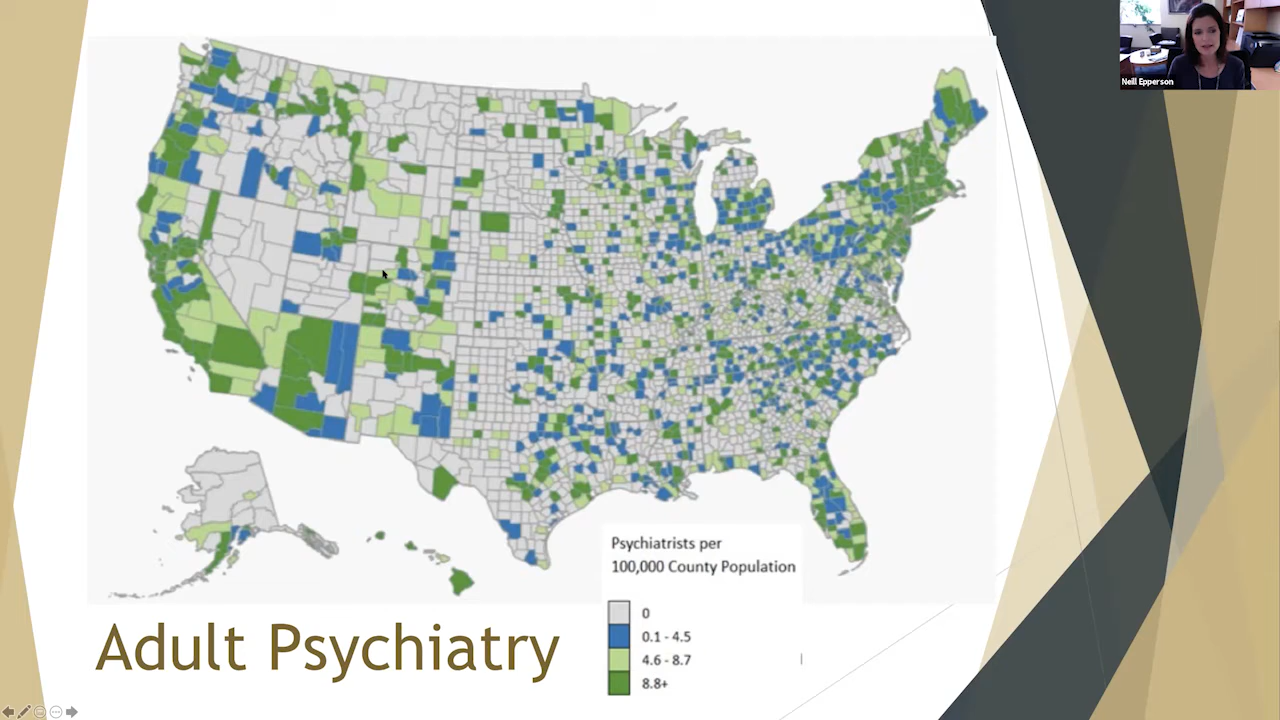 Neill Epperson
Psychiatrists per
100,000 County Population
0
0.1 - 4.5
4.6 - 8.7
8.8+
Adult Psychiatry